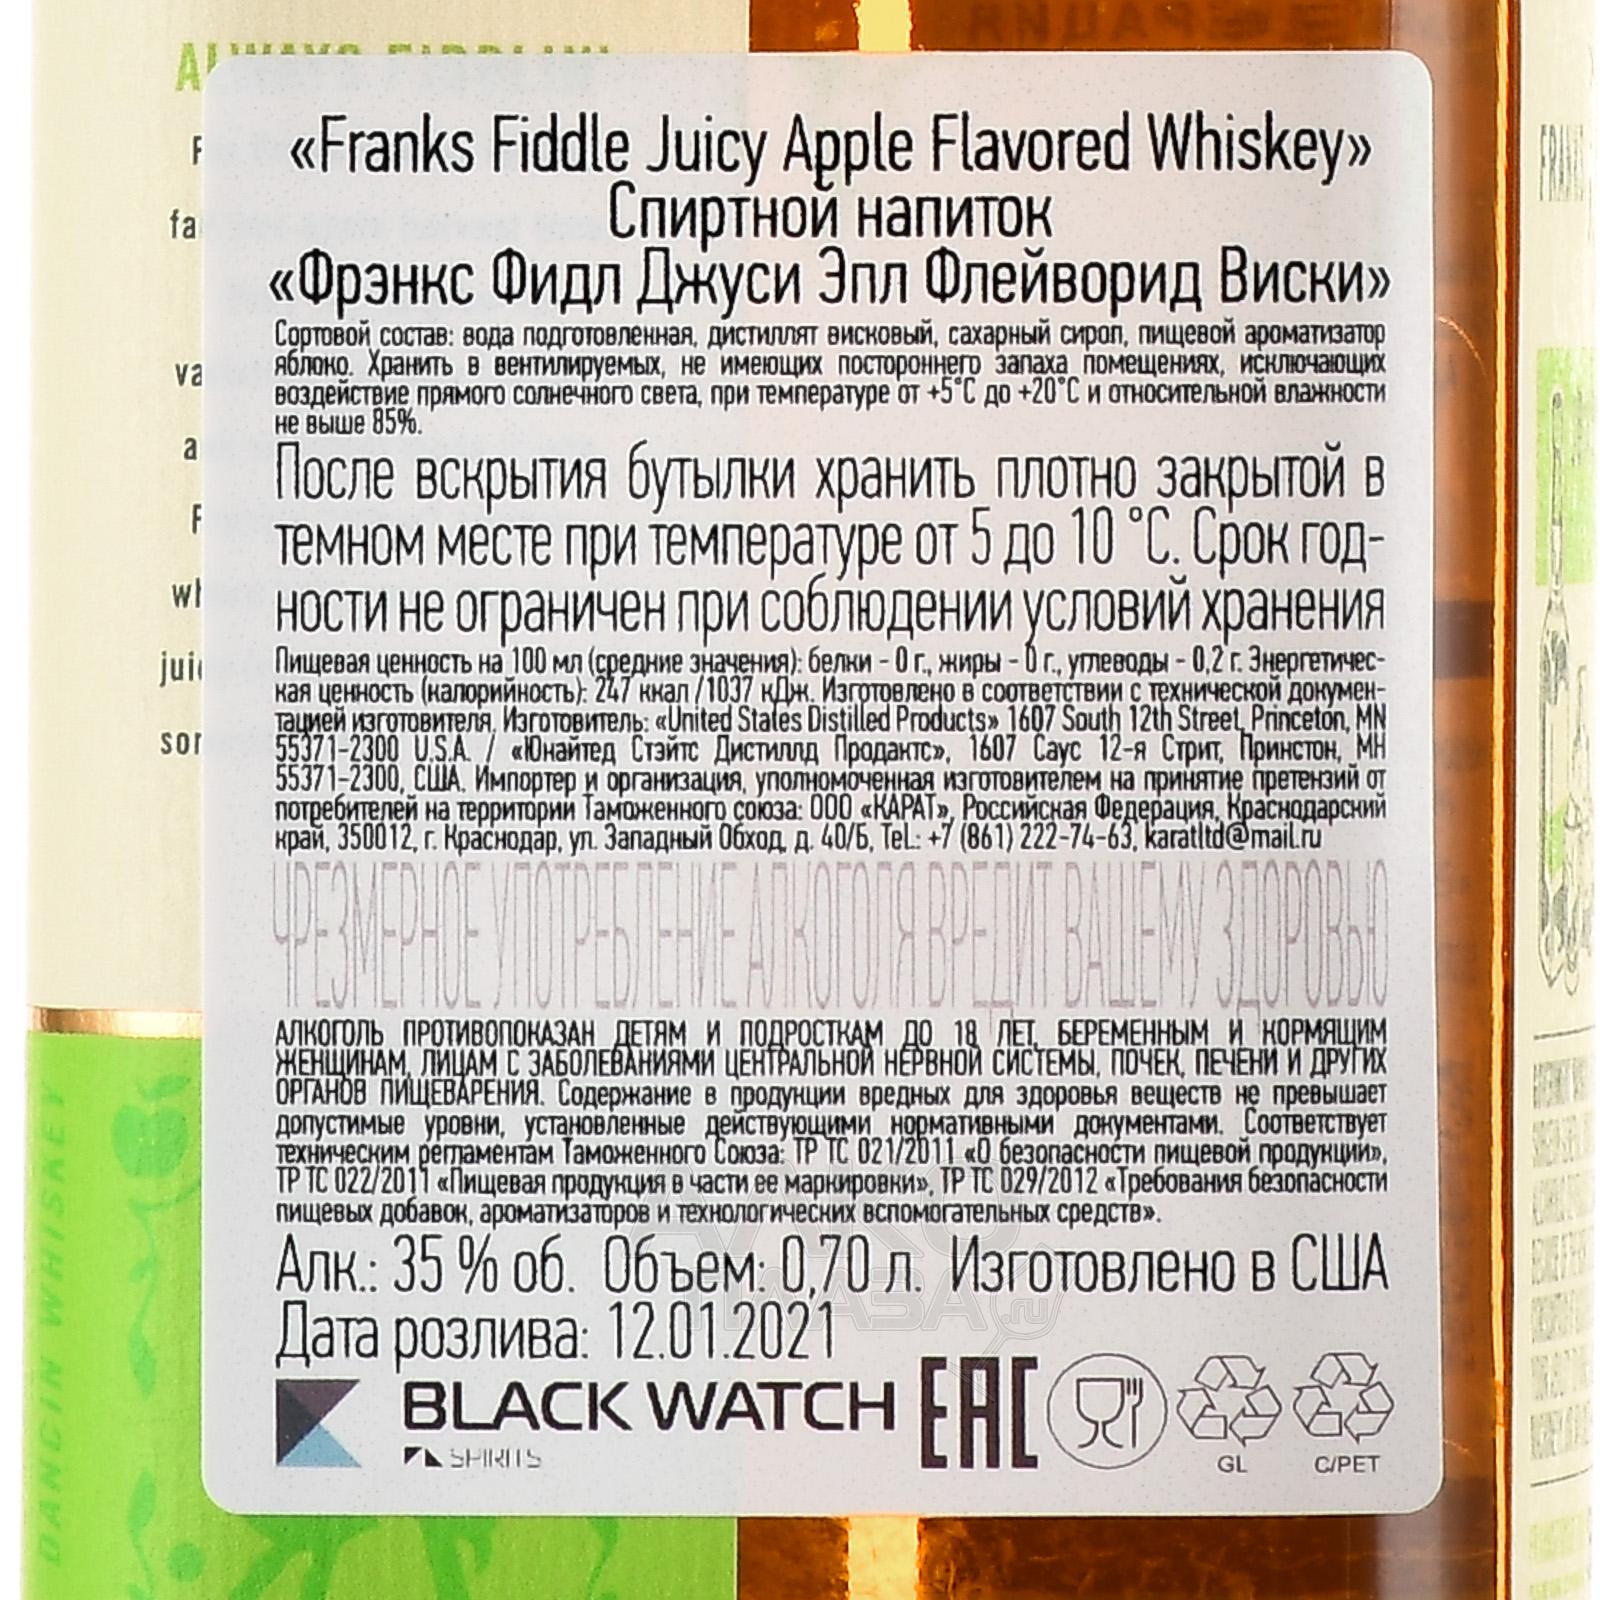 «Franks Fiddle Juicy Apple Flavored Whiskey»
Спиртной напиток
«Фрэнкс Фидл Джуси Эпл Флейворид Виски»
Сортовой состав: вода подготовленная, дистиллят висковый, сахарный сироп, пищевой ароматизатор
яблоко. Хранить в вентилируемых, не имеющих постороннего запаха помещениях, исключающих
воздействие прямого солнечного света, при температуре от +5°C до +20°C и относительной влажности
не выше 85%.
После вскрытия бутылки хранить плотно закрытой в
темном месте при температуре от 5 до 10 °C. Срок год-
ности не ограничен при соблюдении условий хранения
Пищевая ценность на 100 мл (средние значения): белки - 0 г., жиры - 0 г., углеводы - 0,2 г. Энергетичес-
кая ценность (калорийность): 247 ккал /1037 кДж. Изготовлено в соответствии с технической докумен-
тацией изготовителя. Изготовитель: «United States Distilled Products» 1607 South 12th Street, Princeton, MN
55371-2300 U.S.A. / «Юнайтед Стэйтс Дистиллд Продактс», 1607 Саус 12-я Стрит, Принстон, МН
55371-2300, США. Импортер и организация, уполномоченная изготовителем на принятие претензий от
потребителей на территории Таможенного союза: ООО «КАРАТ», Российская Федерация, Краснодарский
край, 350012, г. Краснодар, ул. Западный Обход, д. 40/Б, Tel.: +7 (861) 222-74-63, karatltd@mail.ru
ЧРЕЗМЕРНОЕ УПОТРЕБЛЕНИЕ АЛКОГОЛЯ ВРЕДИТ ВАШЕМУ ЗДОРОВЬЮ
АЛКОГОЛЬ ПРОТИВОПОКАЗАН ДЕТЯМ И ПОДРОСТКАМ ДО 18 ЛЕТ, БЕРЕМЕННЫМ И КОРМЯЩИМ
ЖЕНЩИНАМ, ЛИЦАМ С ЗАБОЛЕВАНИЯМИ ЦЕНТРАЛЬНОЙ НЕРВНОЙ СИСТЕМЫ, ПОЧЕК, ПЕЧЕНИ И ДРУГИХ
ОРГАНОВ ПИЩЕВАРЕНИЯ. Содержание в продукции вредных для здоровья веществ не превышает
допустимые уровни, установленные действующими нормативными документами. Соответствует
техническим регламентам Таможенного Союза: ТР ТС 021/2011 «О безопасности пищевой продукции»,
ТР ТС 022/2011 «Пищевая продукция в части ее маркировки», ТР ТС 029/2012 «Требования безопасности
пищевых добавок, ароматизаторов и технологических вспомогательных средств».
Алк.: 35 % об. Объем: 0,70 л. Изготовлено в США
Дата розлива: 12.01.2021
BLACK WATCH
SPIRITS
EAC
GL
C/PET
DANCIN WHISKEY
АЛКО
ПЛАЗА.ru